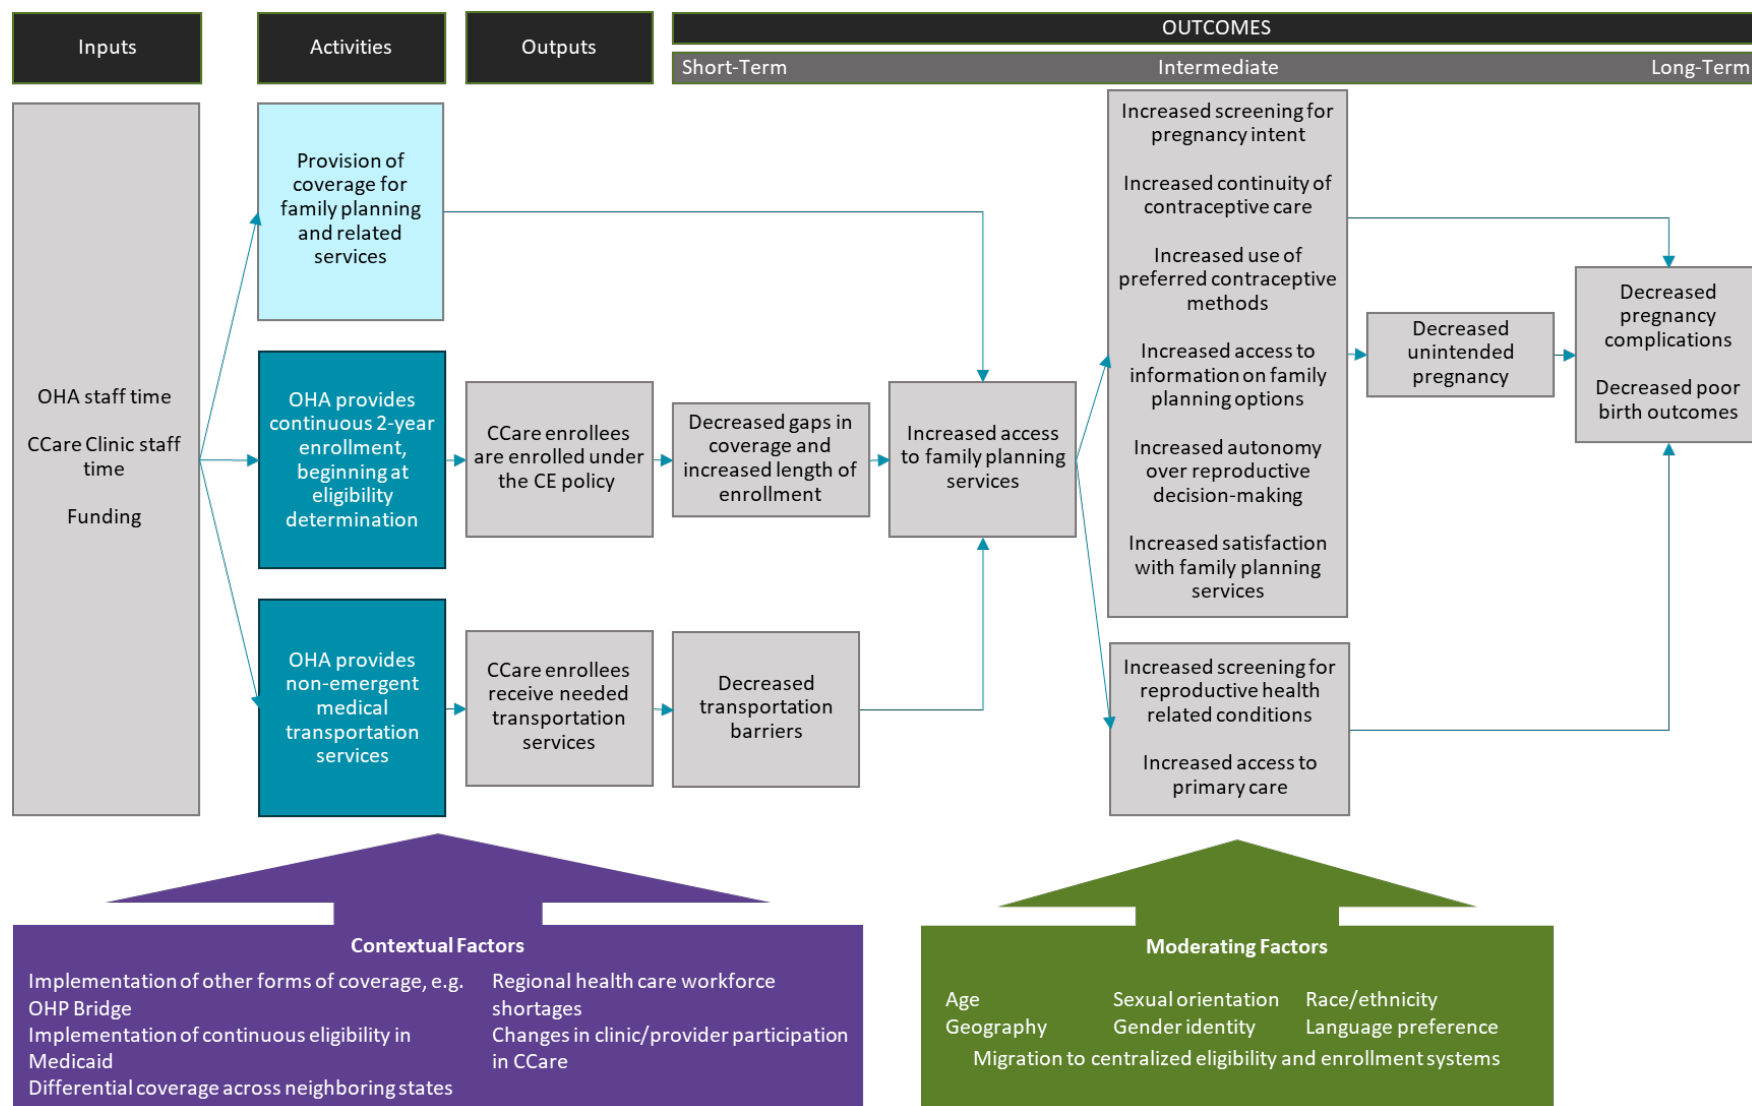 Inputs
Activities
Outputs
OUTCOMES
Short-Term
Intermediate
Long-Term
OHA staff time
CCare Clinic staff
time
Funding
Provision of
coverage for
family planning
and related
services
OHA provides
continuous 2-year
enrollment,
beginning at
eligibility
determination
OHA provides
non-emergent
medical
transportation
services
CCare enrollees
are enrolled under
the CE policy
CCare enrollees
receive needed
transportation
services
Decreased gaps in
coverage and
increased length of
enrollment
Decreased
transportation
barriers
Increased access
to family planning
services
Increased screening for
pregnancy intent
Increased continuity of
contraceptive care
Increased use of
preferred contraceptive
methods
Increased access to
information on family
planning options
Increased autonomy
over reproductive
decision-making
Increased satisfaction
with family planning
services
Increased screening for
reproductive health
related conditions
Increased access to
primary care
Decreased
unintended
pregnancy
Decreased
pregnancy
complications
Decreased poor
birth outcomes
Contextual Factors
Implementation of other forms of coverage, e.g.
OHP Bridge
Implementation of continuous eligibility in
Medicaid
Differential coverage across neighboring states
Regional health care workforce
shortages
Changes in clinic/provider participation
in CCare
Moderating Factors
Age
Sexual orientation
Race/ethnicity
Geography
Gender identity
Language preference
Migration to centralized eligibility and enrollment systems